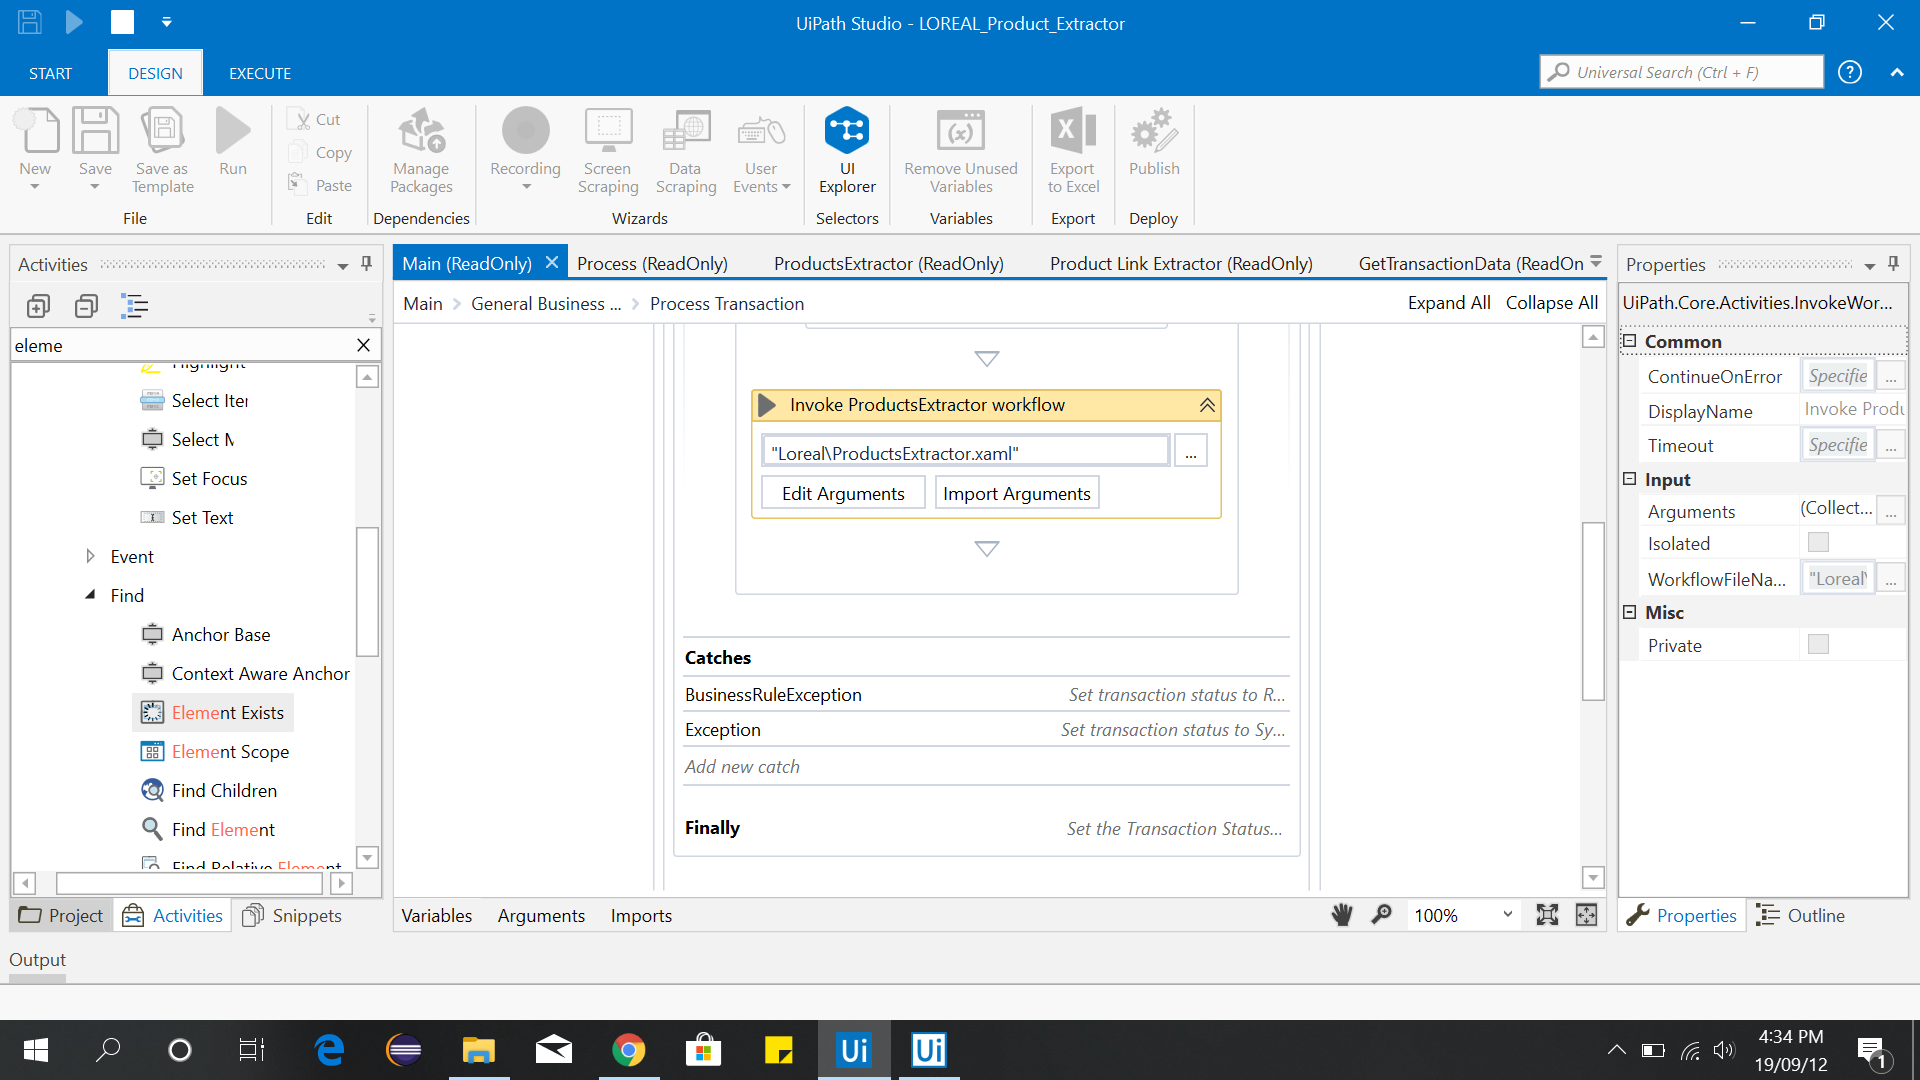 UiPath Studio - LOREAL_Product_Extractor
START
DESIGN
EXECUTE
Universal Search (Ctrl + F)
New
Save
Save as Template
Run
Cut
Copy
Paste
Manage Packages
Recording
Screen Scraping
Data Scraping
User Events
UI Explorer
Remove Unused Variables
Export to Excel
Publish
File
Edit
Dependencies
Wizards
Selectors
Variables
Export
Deploy
Activities
eleme
Highlight
Select Iter
Select M
Set Focus
Set Text
Event
Find
Anchor Base
Context Aware Anchor
Element Exists
Element Scope
Find Children
Find Element
Find Relative Element
Project
Activities
Snippets
Output
Main (ReadOnly)
Process (ReadOnly)
ProductsExtractor (ReadOnly)
Product Link Extractor (ReadOnly)
GetTransactionData (ReadOn
Main > General Business ... > Process Transaction
Expand All
Collapse All
Invoke ProductsExtractor workflow
"Loreal\ProductsExtractor.xaml"
...
Edit Arguments
Import Arguments
Catches
BusinessRuleException
Set transaction status to R...
Exception
Set transaction status to Sy...
Add new catch
Finally
Set the Transaction Status...
Variables
Arguments
Imports
100%
Properties
UiPath.Core.Activities.InvokeWor...
Common
ContinueOnError
Specifie
...
DisplayName
Invoke Produ
Timeout
Specifie
...
Input
Arguments
(Collect...
...
Isolated
WorkflowFileNa...
"Loreal\
...
Misc
Private
Properties
Outline
Ui
Ui
4:34 PM
19/09/12
1